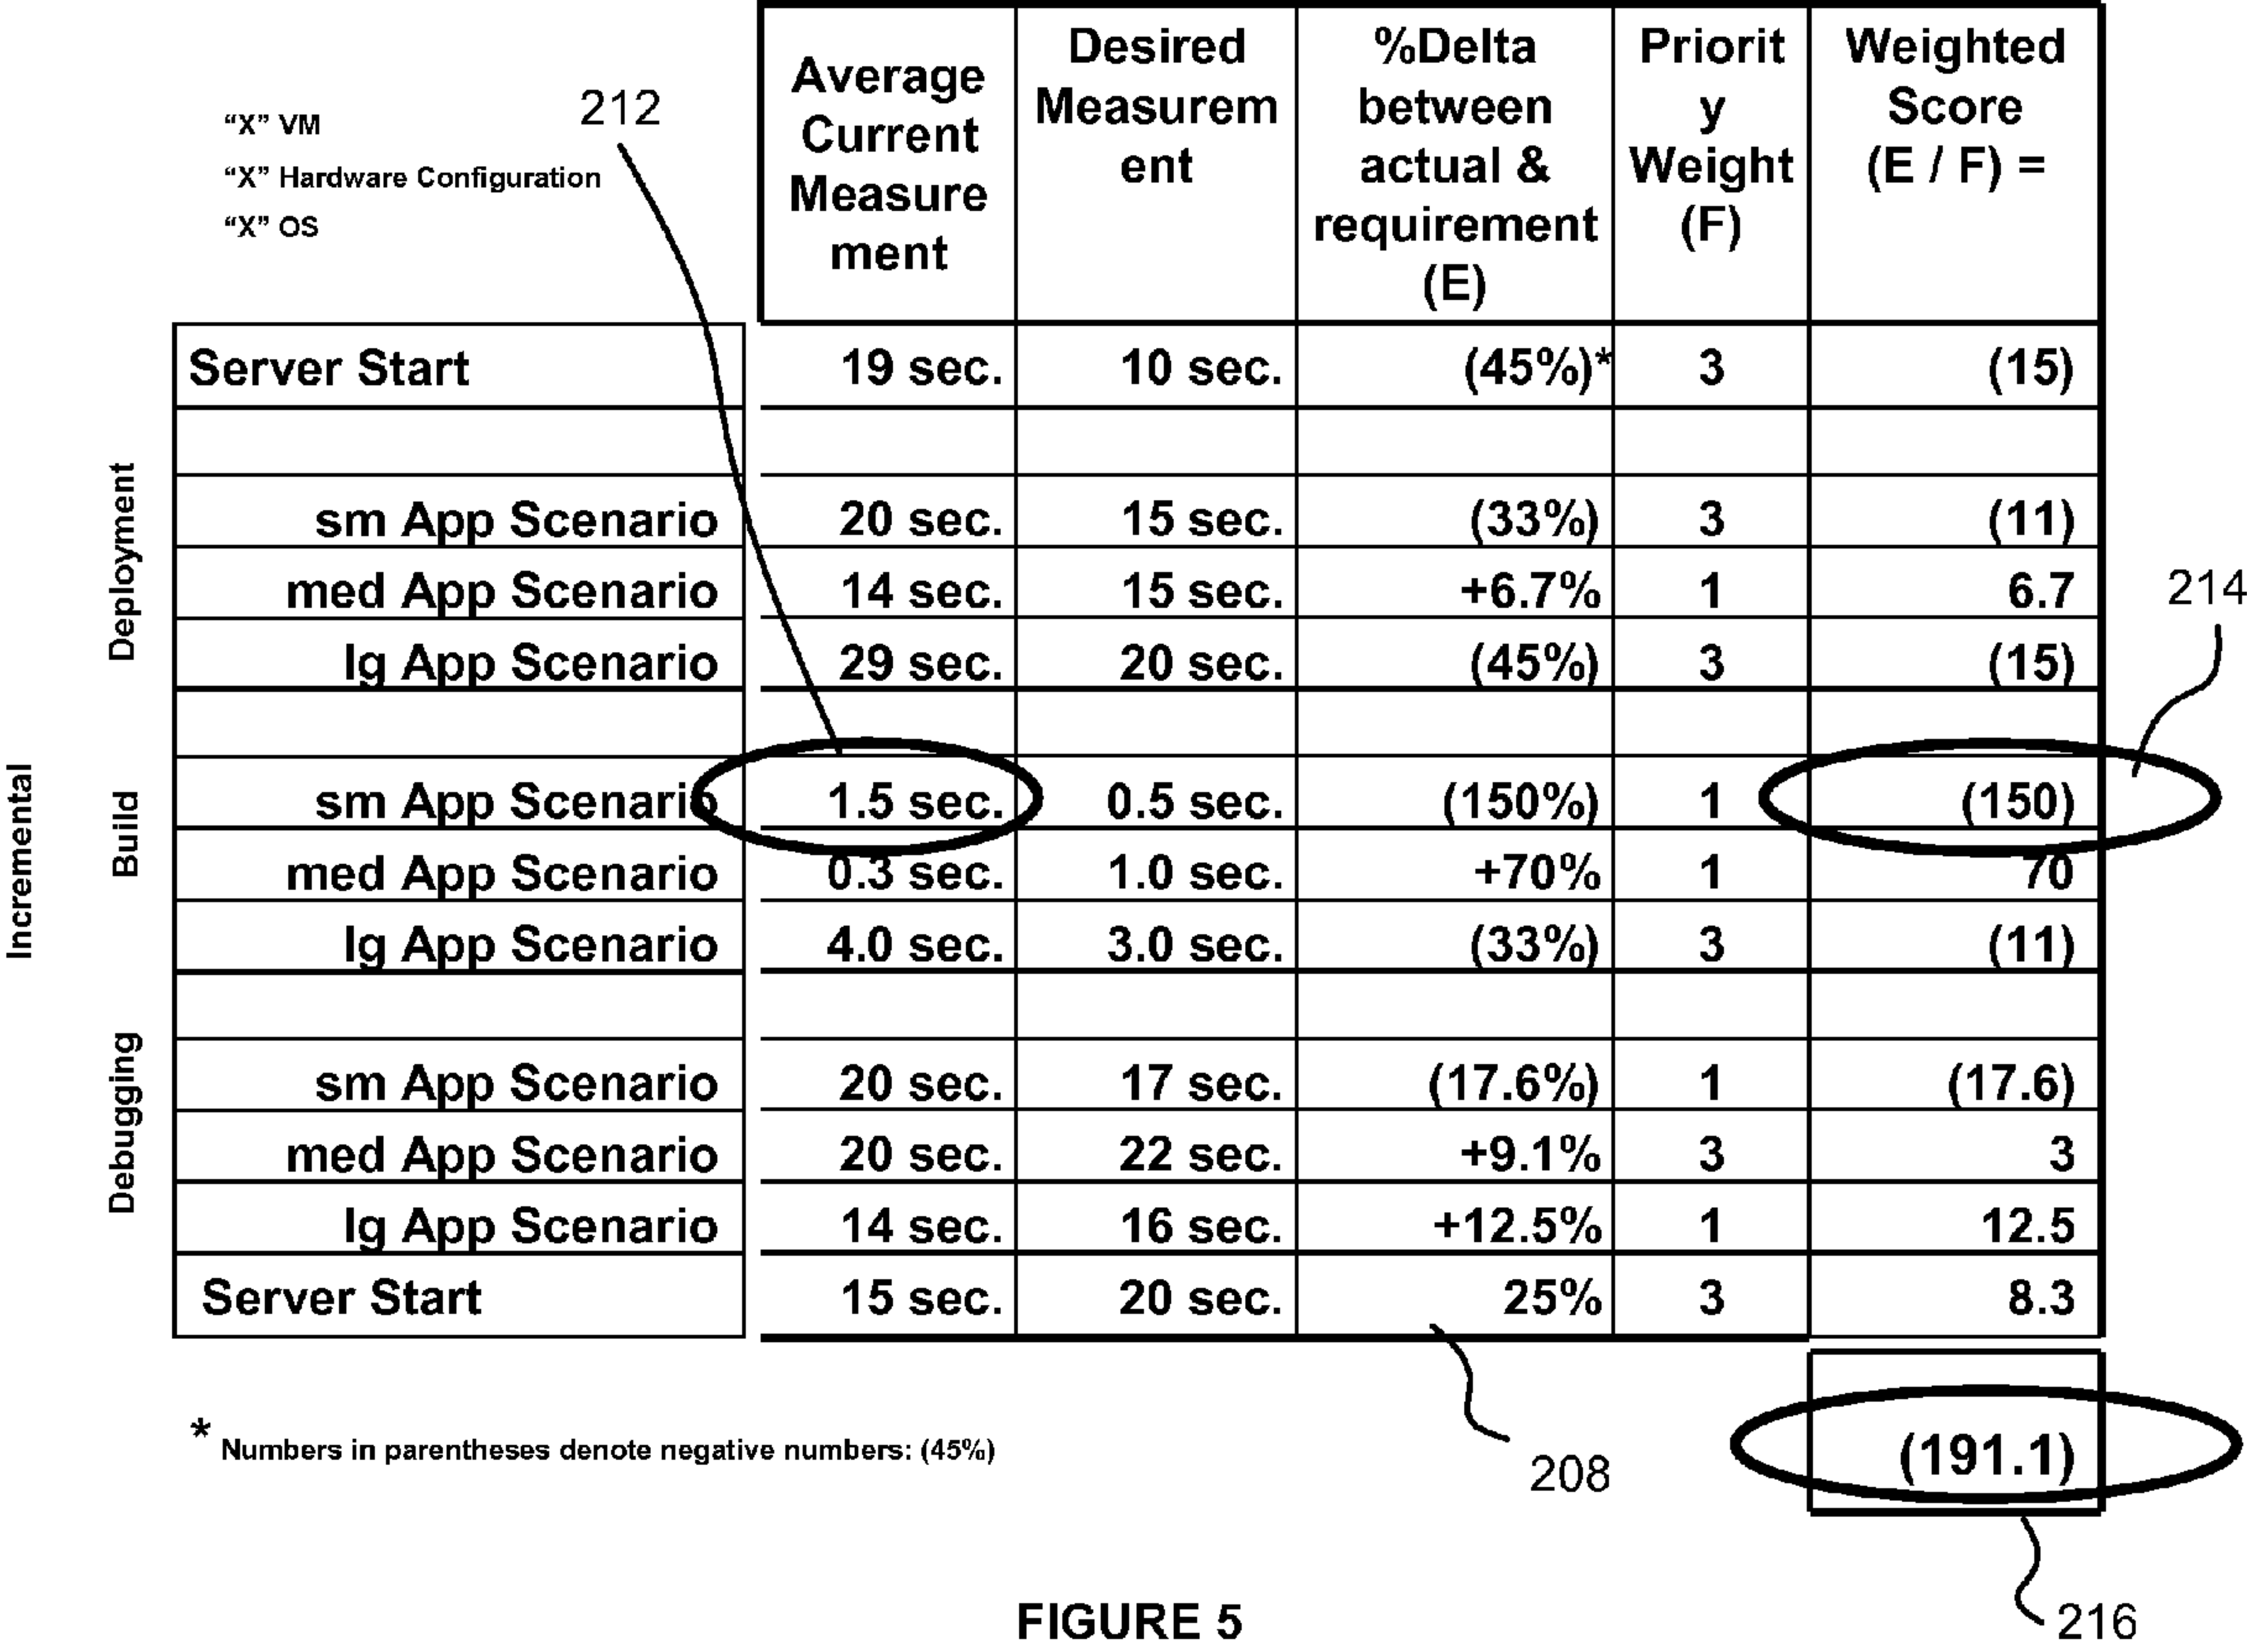 Average Current Measure ment
Desired Measurem ent
%Delta between actual & requirement (E)
Priorit y Weight (F)
Weighted Score (E / F) =
212
“X” VM
“X” Hardware Configuration
“X” OS
Server Start 19 sec. 10 sec. (45%)* 3 (15)
Deployment
sm App Scenario 20 sec. 15 sec. (33%) 3 (11)
med App Scenario 14 sec. 15 sec. +6.7% 1 6.7
214
lg App Scenario 29 sec. 20 sec. (45%) 3 (15)
Incremental
Build
sm App Scenario 1.5 sec. 0.5 sec. (150%) 1 (150)
med App Scenario 0.3 sec. 1.0 sec. +70% 1 70
lg App Scenario 4.0 sec. 3.0 sec. (33%) 3 (11)
Debugging
sm App Scenario 20 sec. 17 sec. (17.6%) 1 (17.6)
med App Scenario 20 sec. 22 sec. +9.1% 3 3
lg App Scenario 14 sec. 16 sec. +12.5% 1 12.5
Server Start 15 sec. 20 sec. 25% 3 8.3
* Numbers in parentheses denote negative numbers: (45%)
208
(191.1)
216
FIGURE 5